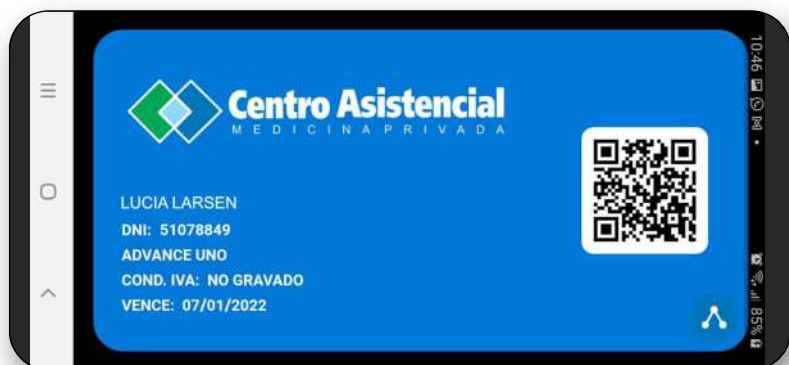 Centro Asistencial
MEDICINA PRIVADA
LUCIA LARSEN
DNI: 51078849
ADVANCE UNO
COND. IVA: NO GRAVADO
VENCE: 07/01/2022
10:46
85%